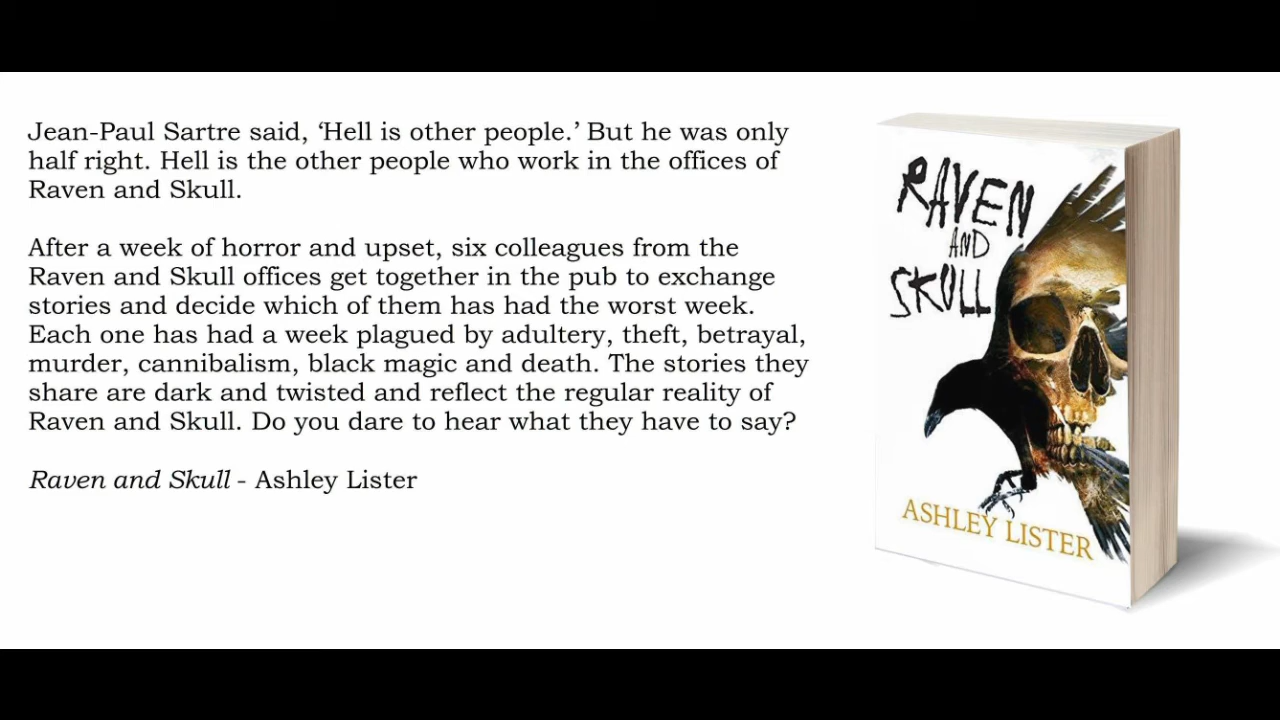 Jean-Paul Sartre said, ‘Hell is other people.’ But he was only
half right. Hell is the other people who work in the offices of
Raven and Skull.
After a week of horror and upset, six colleagues from the
Raven and Skull offices get together in the pub to exchange
stories and decide which of them has had the worst week.
Each one has had a week plagued by adultery, theft, betrayal,
murder, cannibalism, black magic and death. The stories they
share are dark and twisted and reflect the regular reality of
Raven and Skull. Do you dare to hear what they have to say?
Raven and Skull - Ashley Lister
RAVEN
AND
SKULL
ASHLEY LISTER